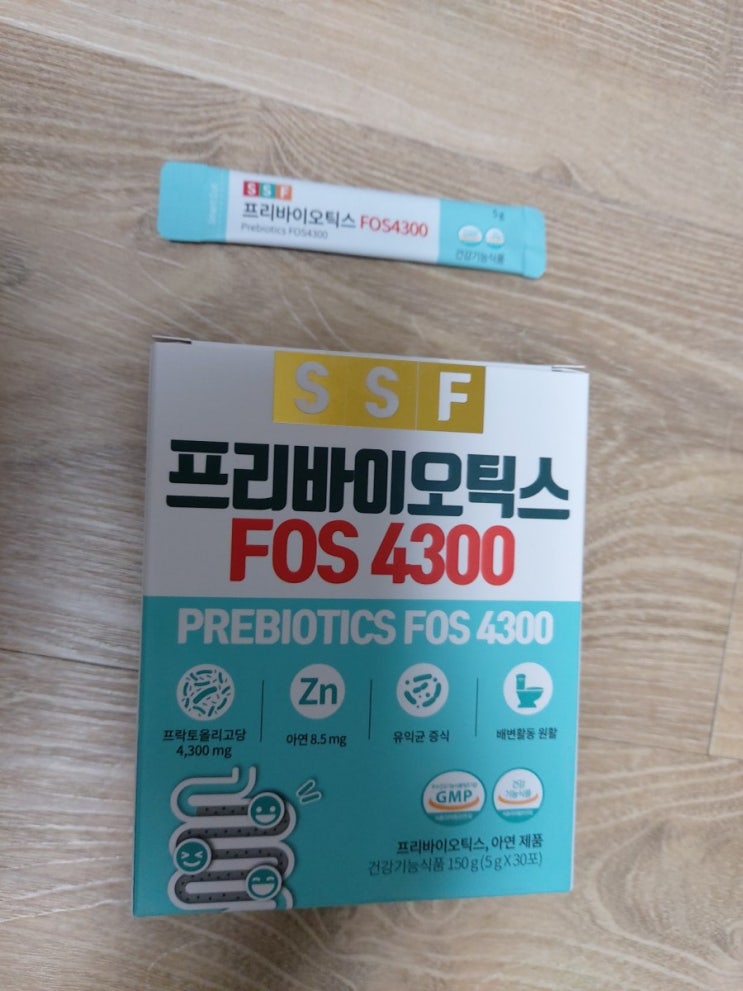 SSF
프리바이오틱스 FOS4300
Prebiotics FOS4300
5g
건강기능식품
SSF
프리바이오틱스
FOS 4300
PREBIOTICS FOS 4300
프락토올리고당
4,300 mg
Zn
아연 8.5 mg
유익균 증식
배변활동 원활
GMP
건강
기능식품
프리바이오틱스, 아연 제품
건강기능식품 150 g (5 g X 30포)